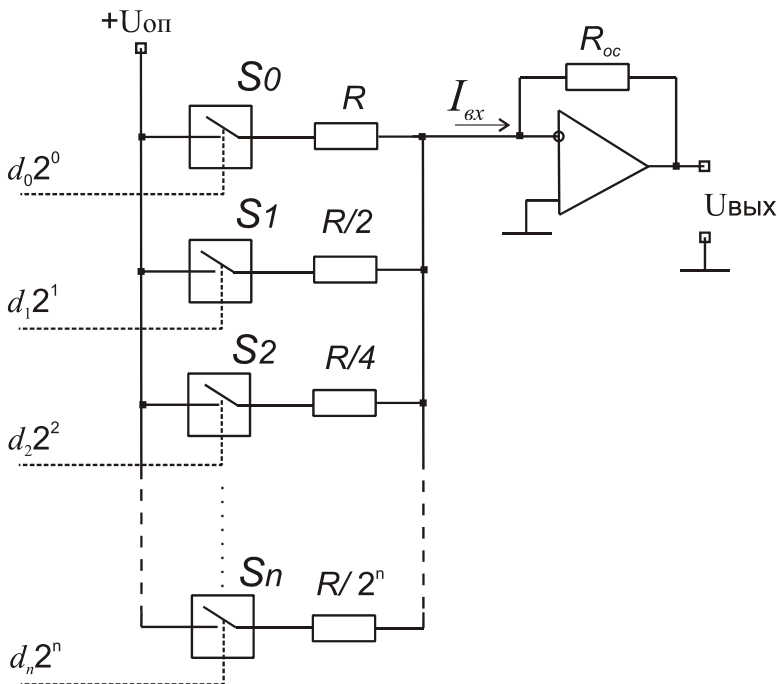 +Uоп
S0
R
Rос
Iвх
d₀2⁰
S1
R/2
Uвых
d₁2¹
S2
R/4
d₂2²
Sn
R/ 2ⁿ
dₙ2ⁿ